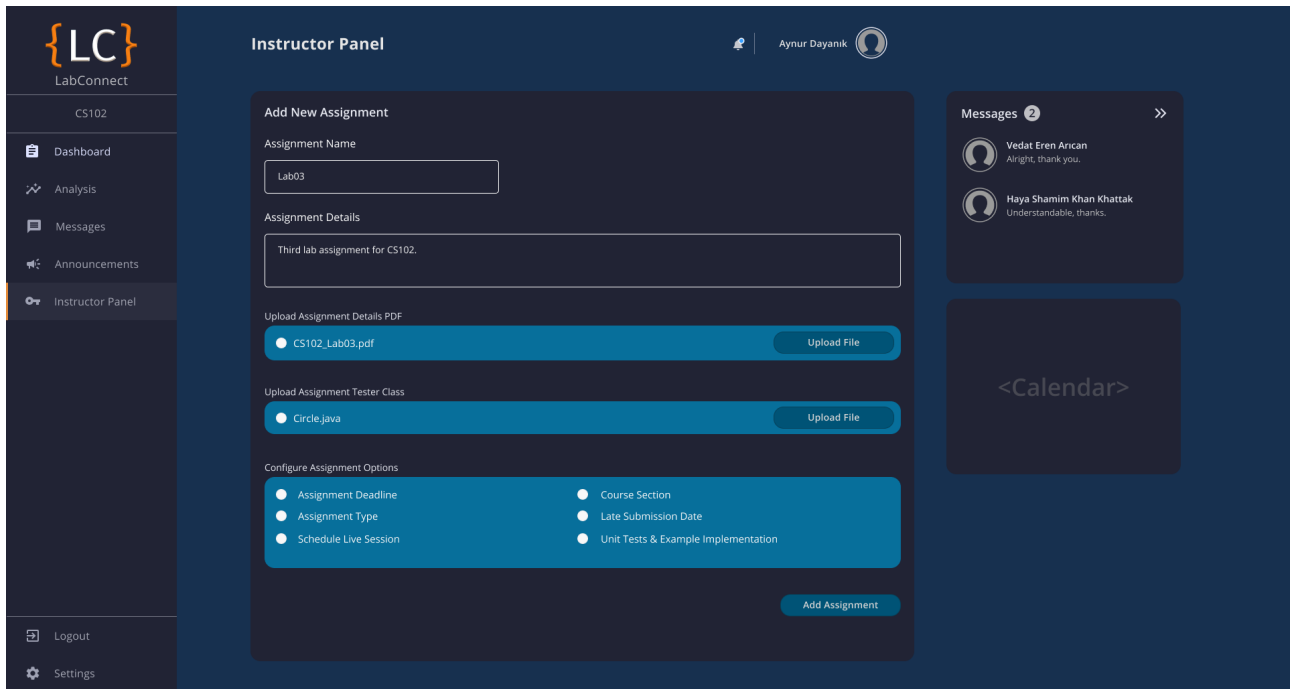 {LC}
LabConnect
CS102
Dashboard
Analysis
Messages
Announcements
Instructor Panel
Logout
Settings
Instructor Panel
Aynur Dayanık
Add New Assignment
Assignment Name
Lab03
Assignment Details
Third lab assignment for CS102.
Upload Assignment Details PDF
CS102_Lab03.pdf
Upload File
Upload Assignment Tester Class
Circle.java
Upload File
Configure Assignment Options
Assignment Deadline
Course Section
Assignment Type
Late Submission Date
Schedule Live Session
Unit Tests & Example Implementation
Add Assignment
Messages 2
Vedat Eren Arıcan
Alright, thank you.
Haya Shamim Khan Khattak
Understandable, thanks.
<Calendar>